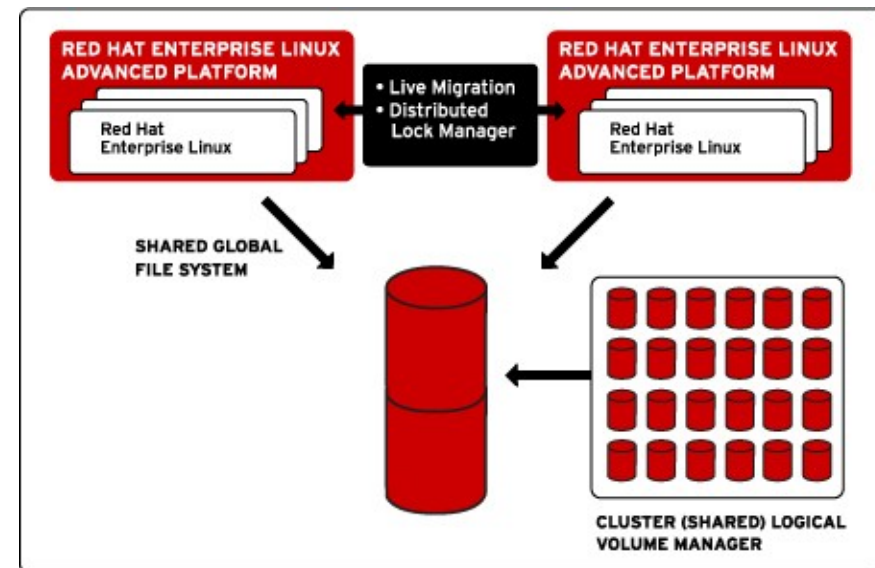 RED HAT ENTERPRISE LINUX
ADVANCED PLATFORM
Red Hat
Enterprise Linux
• Live Migration
• Distributed
Lock Manager
RED HAT ENTERPRISE LINUX
ADVANCED PLATFORM
Red Hat
Enterprise Linux
SHARED GLOBAL
FILE SYSTEM
CLUSTER (SHARED) LOGICAL
VOLUME MANAGER